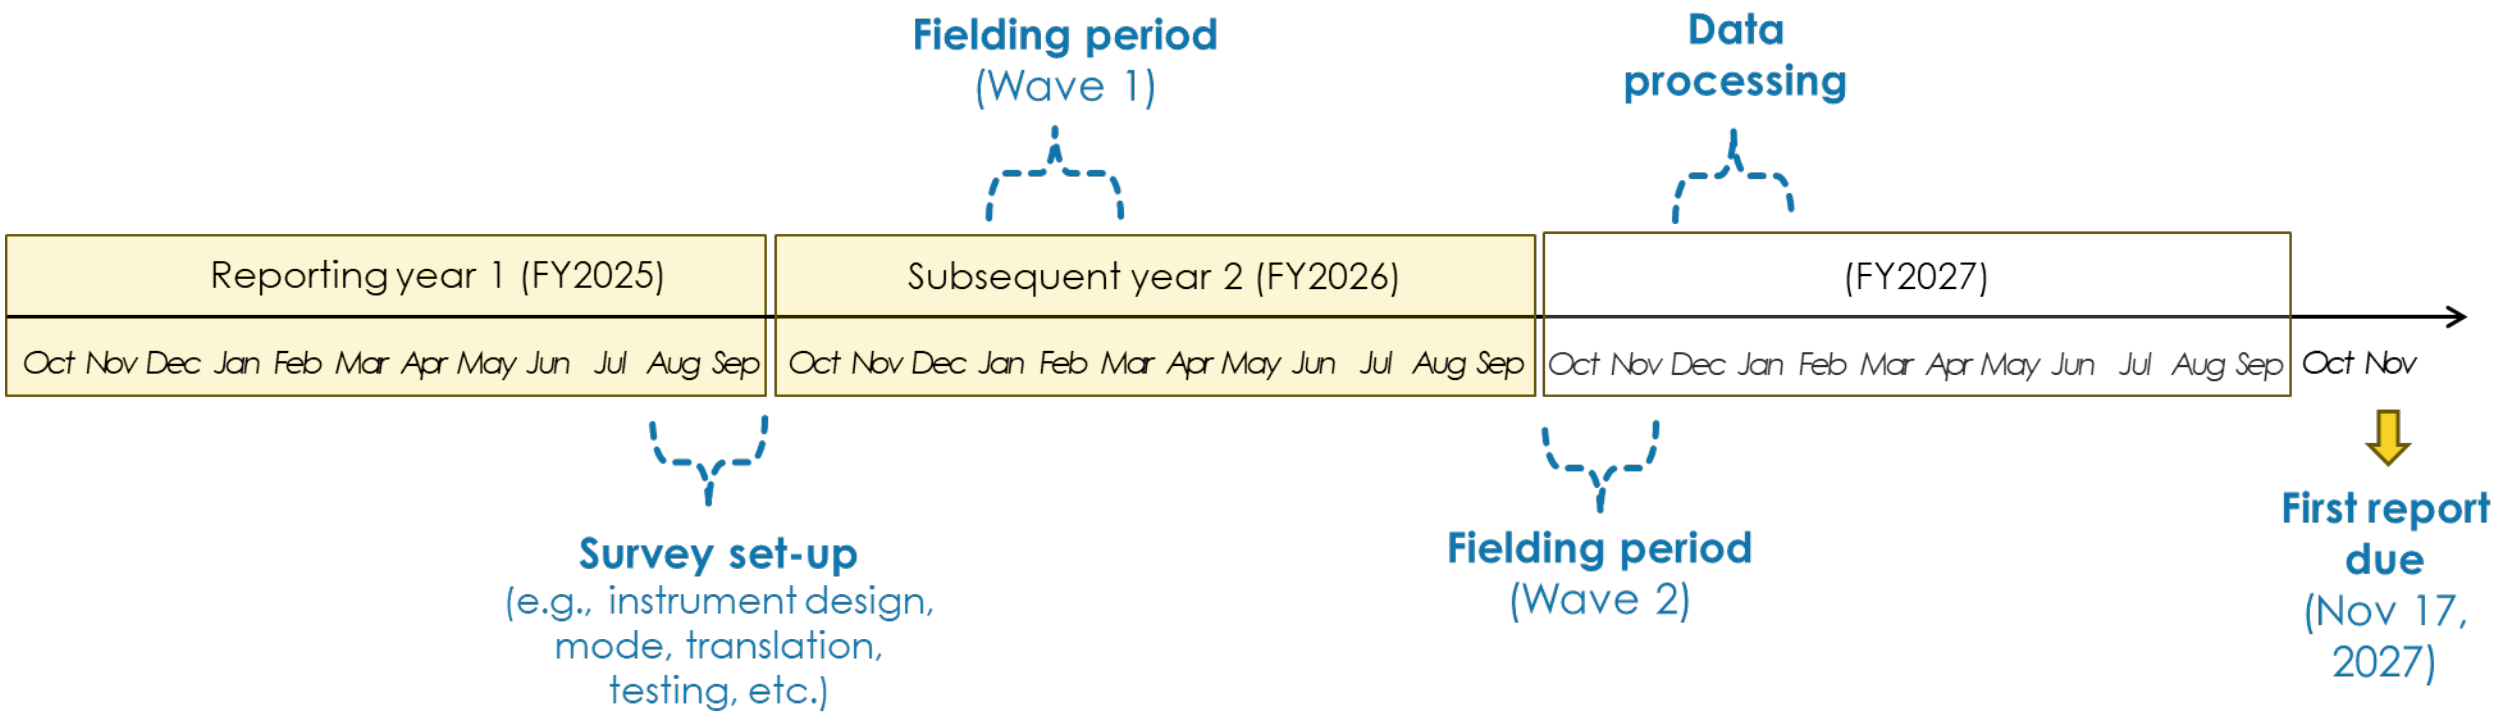 Fielding period
(Wave 1)
Data
processing
Reporting year 1 (FY2025)
Subsequent year 2 (FY2026)
(FY2027)
Oct Nov Dec Jan Feb Mar Apr May Jun Jul Aug Sep
Oct Nov Dec Jan Feb Mar Apr May Jun Jul Aug Sep
Oct Nov Dec Jan Feb Mar Apr May Jun Jul Aug Sep
Oct Nov
Survey set-up
(e.g., instrument design,
mode, translation,
testing, etc.)
Fielding period
(Wave 2)
First report
due
(Nov 17,
2027)